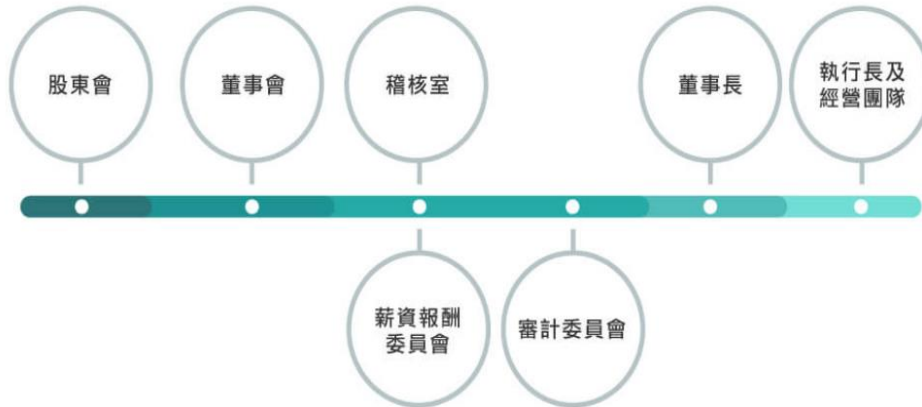 股東會
董事會
稽核室
董事長
執行長及
經營團隊
薪資報酬
委員會
審計委員會